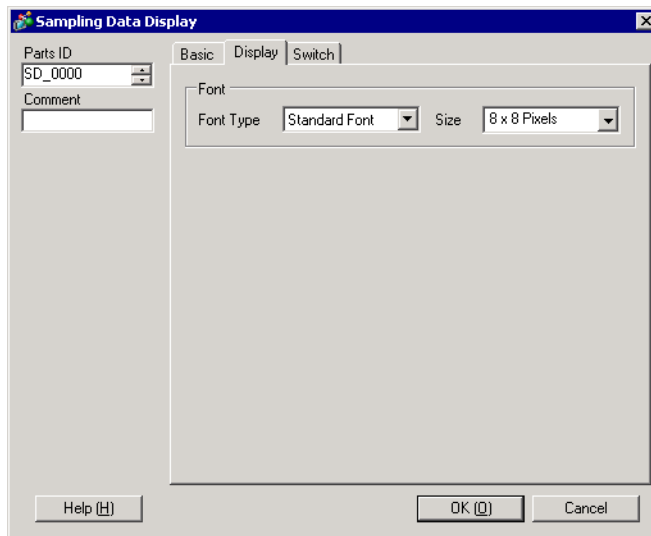 Sampling Data Display
Parts ID
SD_0000
Comment
Basic Display Switch
Font
Font Type Standard Font Size 8 x 8 Pixels
Help (H) OK (O) Cancel